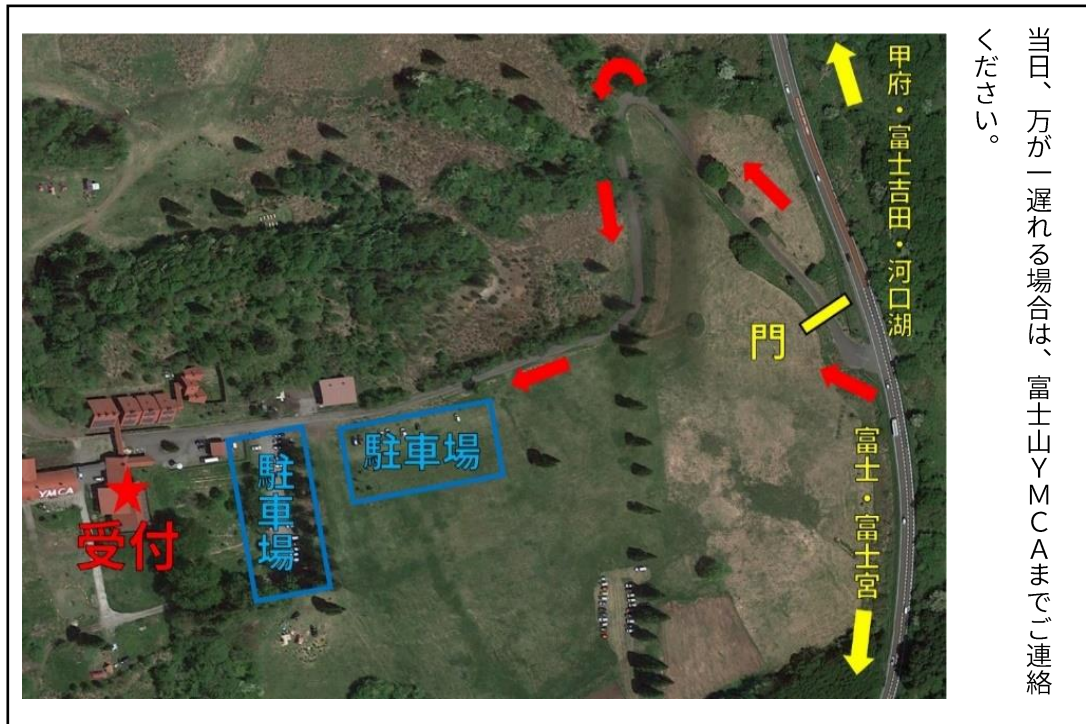 当日、万が一遅れる場合は、富士山ＹＭＣＡまでご連絡
ください。
甲府・富士吉田・河口湖
門
富士・富士宮
駐車場
駐車場
YMCA
受付